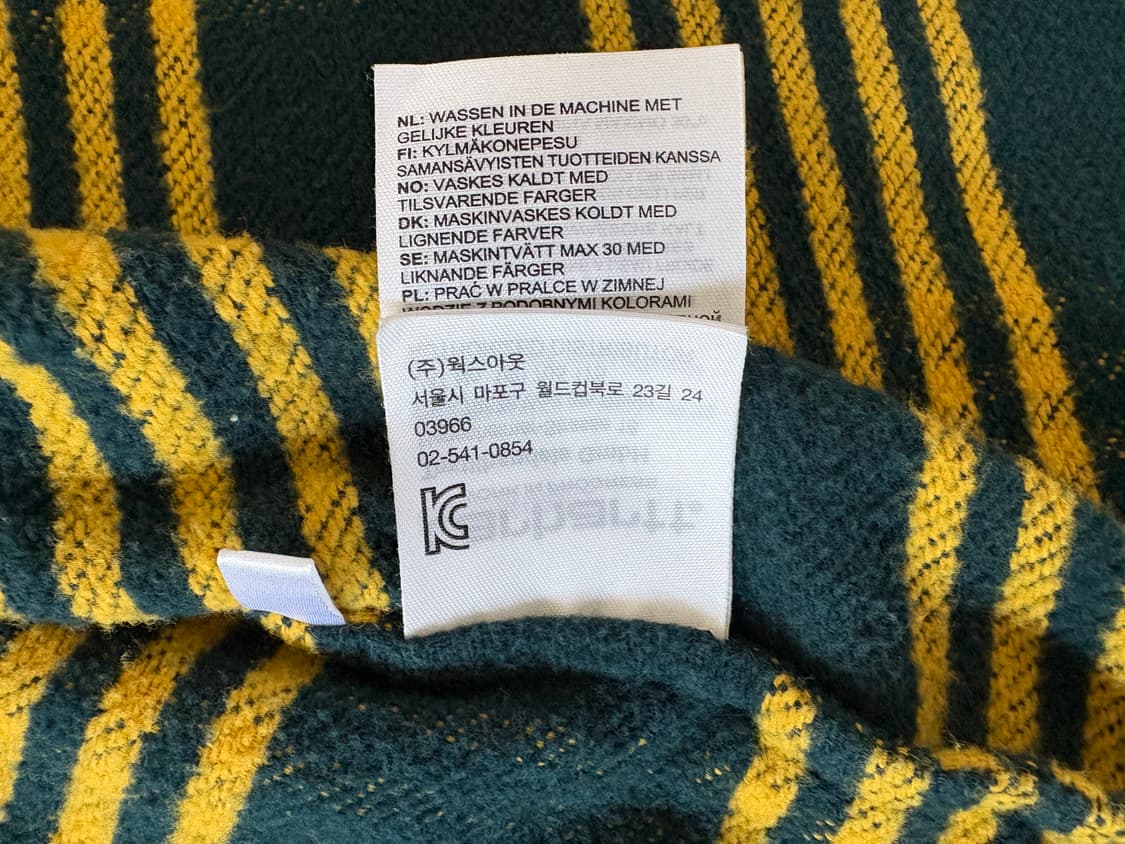 NL: WASSEN IN DE MACHINE MET
GELIJKE KLEUREN
FI: KYLMÄKONEPESU
SAMANSÄVYISTEN TUOTTEIDEN KANSSA
NO: VASKES KALDT MED
TILSVARENDE FARGER
DK: MASKINVASKES KOLDT MED
LIGNENDE FARVER
SE: MASKINTVÄTT MAX 30 MED
LIKNANDE FÄRGER
PL: PRAĆ W PRALCE W ZIMNEJ
WODZIE Z PODOBNYMI KOLORAMI
(주)웍스아웃
서울시 마포구 월드컵북로 23길 24
03966
02-541-0854